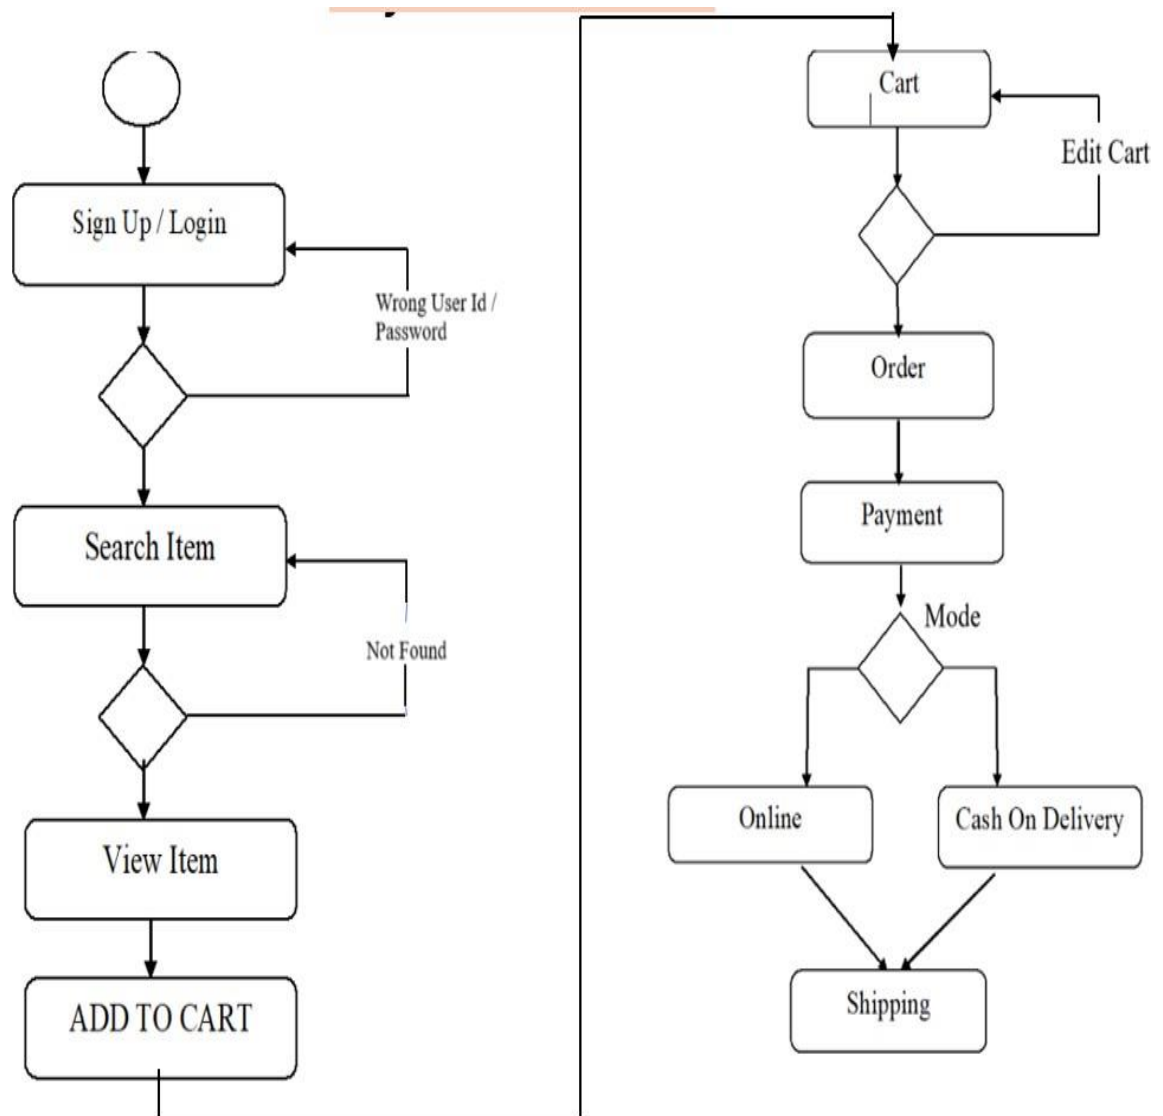 Sign Up / Login
Wrong User Id /
Password
Search Item
Not Found
View Item
ADD TO CART
Cart
Edit Cart
Order
Payment
Mode
Online
Cash On Delivery
Shipping